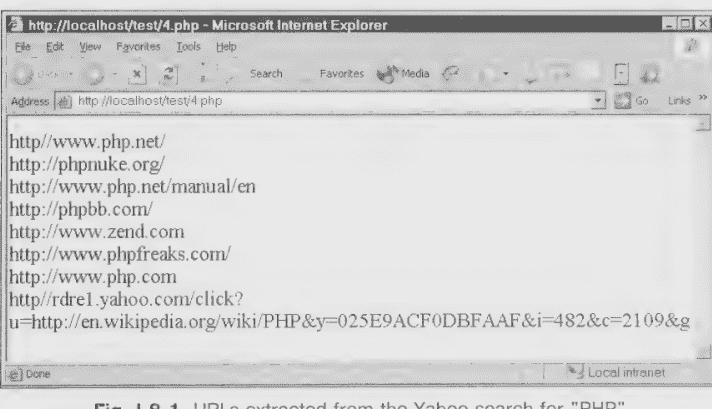 http://localhost/test/4.php - Microsoft Internet Explorer
File Edit View Favorites Tools Help
Search Favorites Media
Address http://localhost/test/4.php Go Links »
http//www.php.net/
http://phpnuke.org/
http://www.php.net/manual/en
http://phpbb.com/
http://www.zend.com
http://www.phpfreaks.com/
http://www.php.com
http//rdre1.yahoo.com/click?
u=http://en.wikipedia.org/wiki/PHP&y=025E9ACF0DBFAAF&i=482&c=2109&g
Done Local intranet
Fig. I.8.1 URLs extracted from the Yahoo search for "PHP"